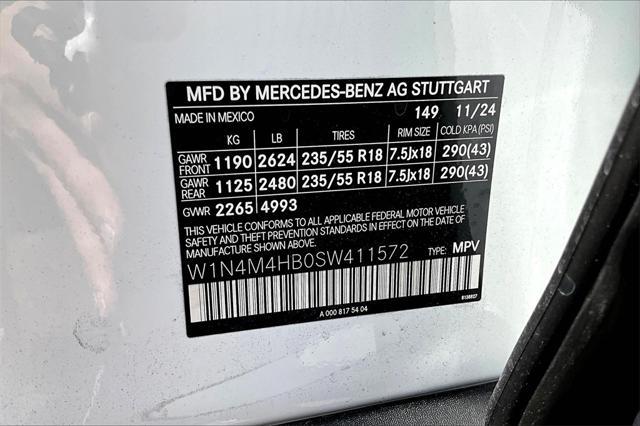 MFD BY MERCEDES-BENZ AG STUTTGART
MADE IN MEXICO 149 11/24
KG LB TIRES RIM SIZE COLD KPA (PSI)
GAWR FRONT 1190 2624 235/55 R18 7.5Jx18 290(43)
GAWR REAR 1125 2480 235/55 R18 7.5Jx18 290(43)
GVWR 2265 4993
THIS VEHICLE CONFORMS TO ALL APPLICABLE FEDERAL MOTOR VEHICLE
SAFETY AND THEFT PREVENTION STANDARDS IN EFFECT ON THE DATE OF
MANUFACTURE SHOWN ABOVE.
W1N4M4HB0SW411572 TYPE: MPV
A 000 817 54 04